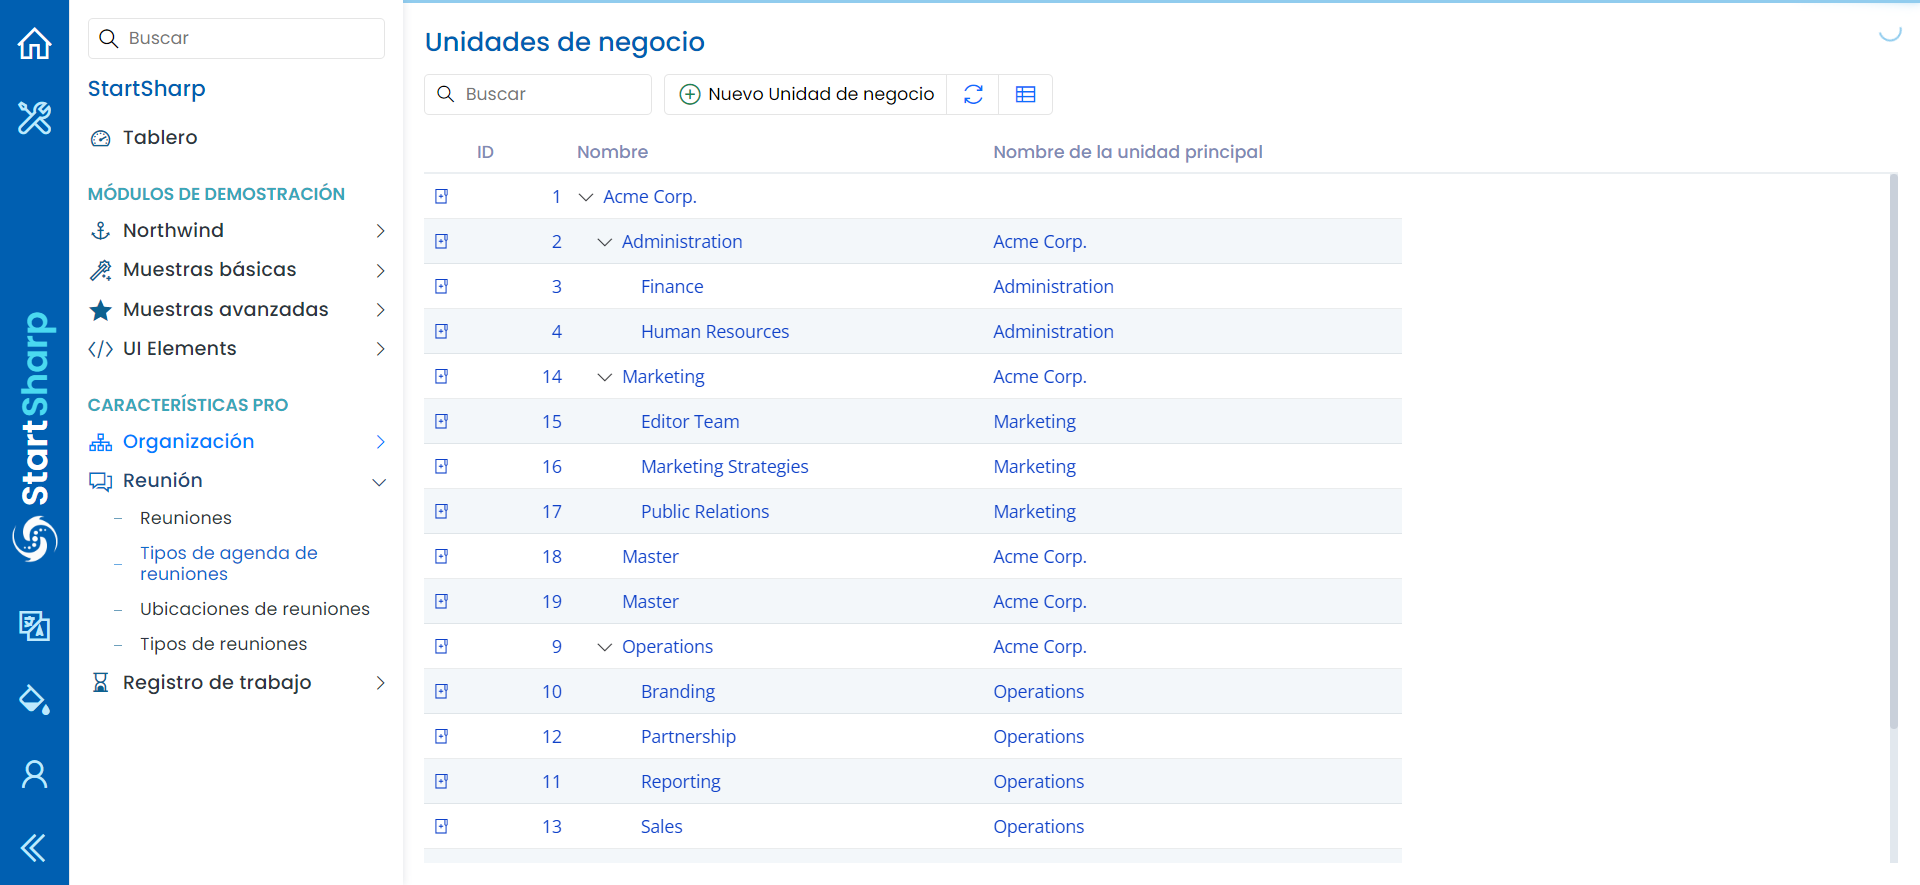 StartSharp
Buscar
StartSharp
Tablero
MÓDULOS DE DEMOSTRACIÓN
Northwind
Muestras básicas
Muestras avanzadas
UI Elements
CARACTERÍSTICAS PRO
Organización
Reunión
Reuniones
Tipos de agenda de
reuniones
Ubicaciones de reuniones
Tipos de reuniones
Registro de trabajo
Unidades de negocio
Buscar
Nuevo Unidad de negocio
ID Nombre Nombre de la unidad principal
1 Acme Corp.
2 Administration Acme Corp.
3 Finance Administration
4 Human Resources Administration
14 Marketing Acme Corp.
15 Editor Team Marketing
16 Marketing Strategies Marketing
17 Public Relations Marketing
18 Master Acme Corp.
19 Master Acme Corp.
9 Operations Acme Corp.
10 Branding Operations
12 Partnership Operations
11 Reporting Operations
13 Sales Operations